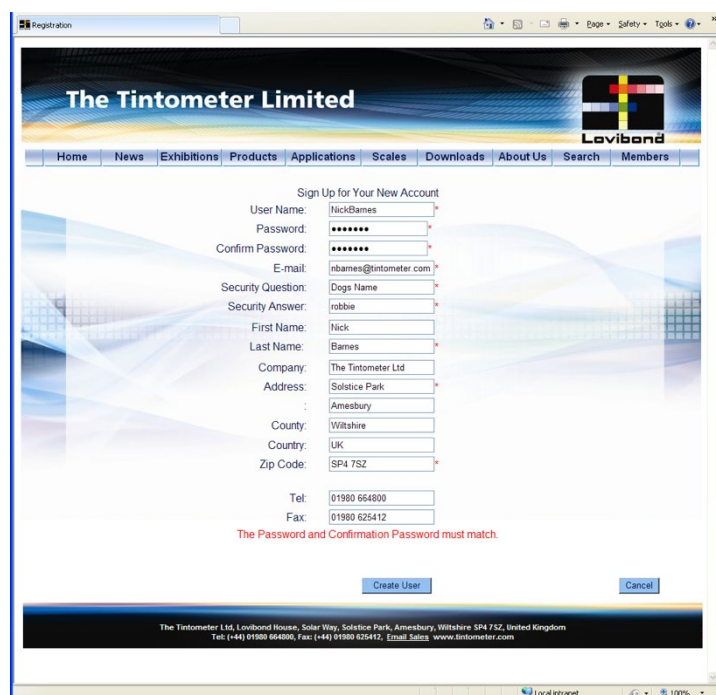 Registration
Page Safety Tools
The Tintometer Limited
Lovibond
Home News Exhibitions Products Applications Scales Downloads About Us Search Members
Sign Up for Your New Account
User Name: NickBarnes *
Password: ••••••• *
Confirm Password: ••••••• *
E-mail: nbarnes@tintometer.com *
Security Question: Dogs Name *
Security Answer: robbie *
First Name: Nick
Last Name: Barnes *
Company: The Tintometer Ltd
Address: Solstice Park *
: Amesbury
County: Wiltshire
Country: UK
Zip Code: SP4 7SZ *
Tel: 01980 664800
Fax: 01980 625412
The Password and Confirmation Password must match.
Create User Cancel
The Tintometer Ltd, Lovibond House, Solar Way, Solstice Park, Amesbury, Wiltshire SP4 7SZ, United Kingdom
Tel: (+44) 01980 664800, Fax: (+44) 01980 625412, Email Sales www.tintometer.com
Local intranet 100%